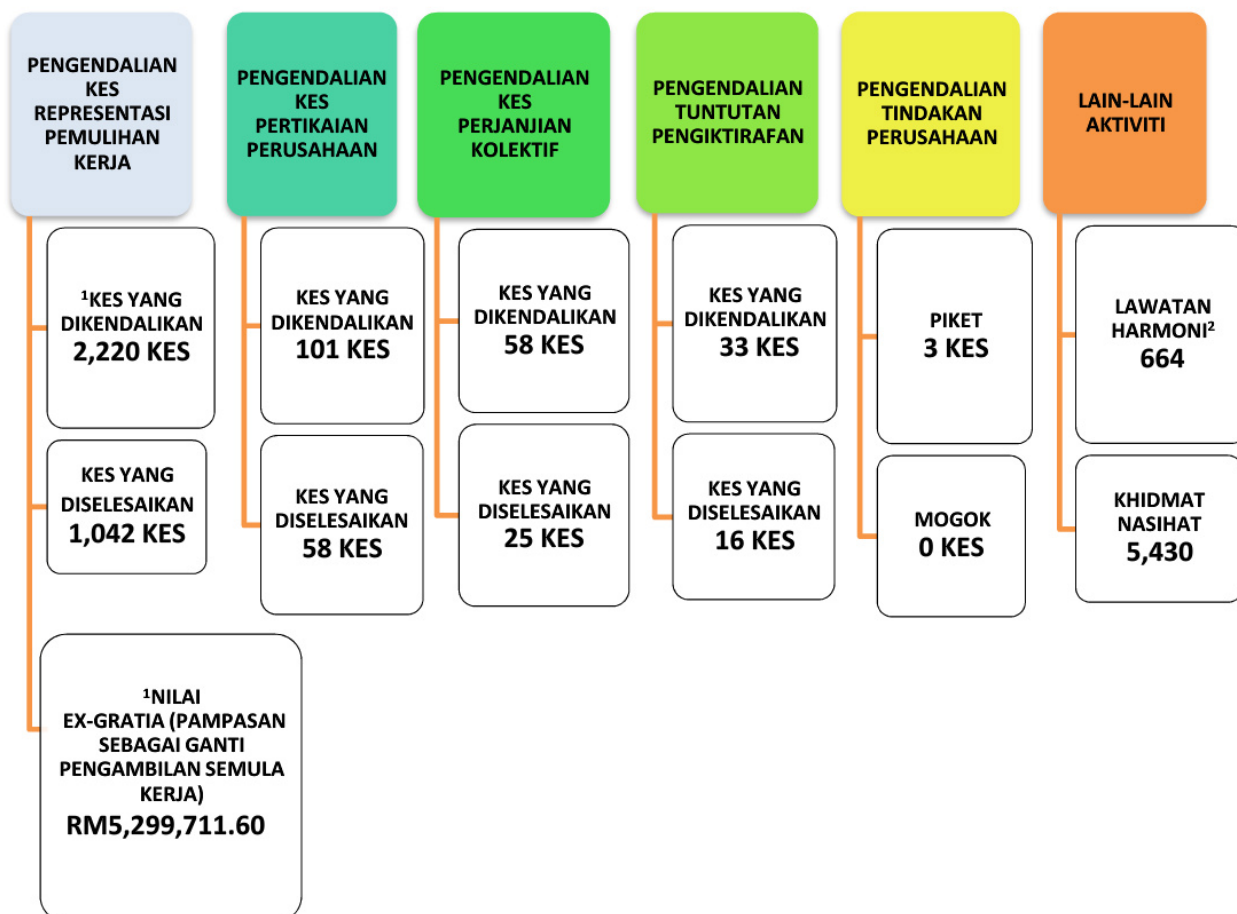 PENGENDALIAN
KES
REPRESENTASI
PEMULIHAN
KERJA
¹KES YANG
DIKENDALIKAN
2,220 KES
KES YANG
DISELESAIKAN
1,042 KES
¹NILAI
EX-GRATIA (PAMPASAN
SEBAGAI GANTI
PENGAMBILAN SEMULA
KERJA)
RM5,299,711.60
PENGENDALIAN
KES
PERTIKAIAN
PERUSAHAAN
KES YANG
DIKENDALIKAN
101 KES
KES YANG
DISELESAIKAN
58 KES
PENGENDALIAN
KES
PERJANJIAN
KOLEKTIF
KES YANG
DIKENDALIKAN
58 KES
KES YANG
DISELESAIKAN
25 KES
PENGENDALIAN
TUNTUTAN
PENGIKTIRAFAN
KES YANG
DIKENDALIKAN
33 KES
KES YANG
DISELESAIKAN
16 KES
PENGENDALIAN
TINDAKAN
PERUSAHAAN
PIKET
3 KES
MOGOK
0 KES
LAIN-LAIN
AKTIVITI
LAWATAN
HARMONI²
664
KHIDMAT
NASIHAT
5,430